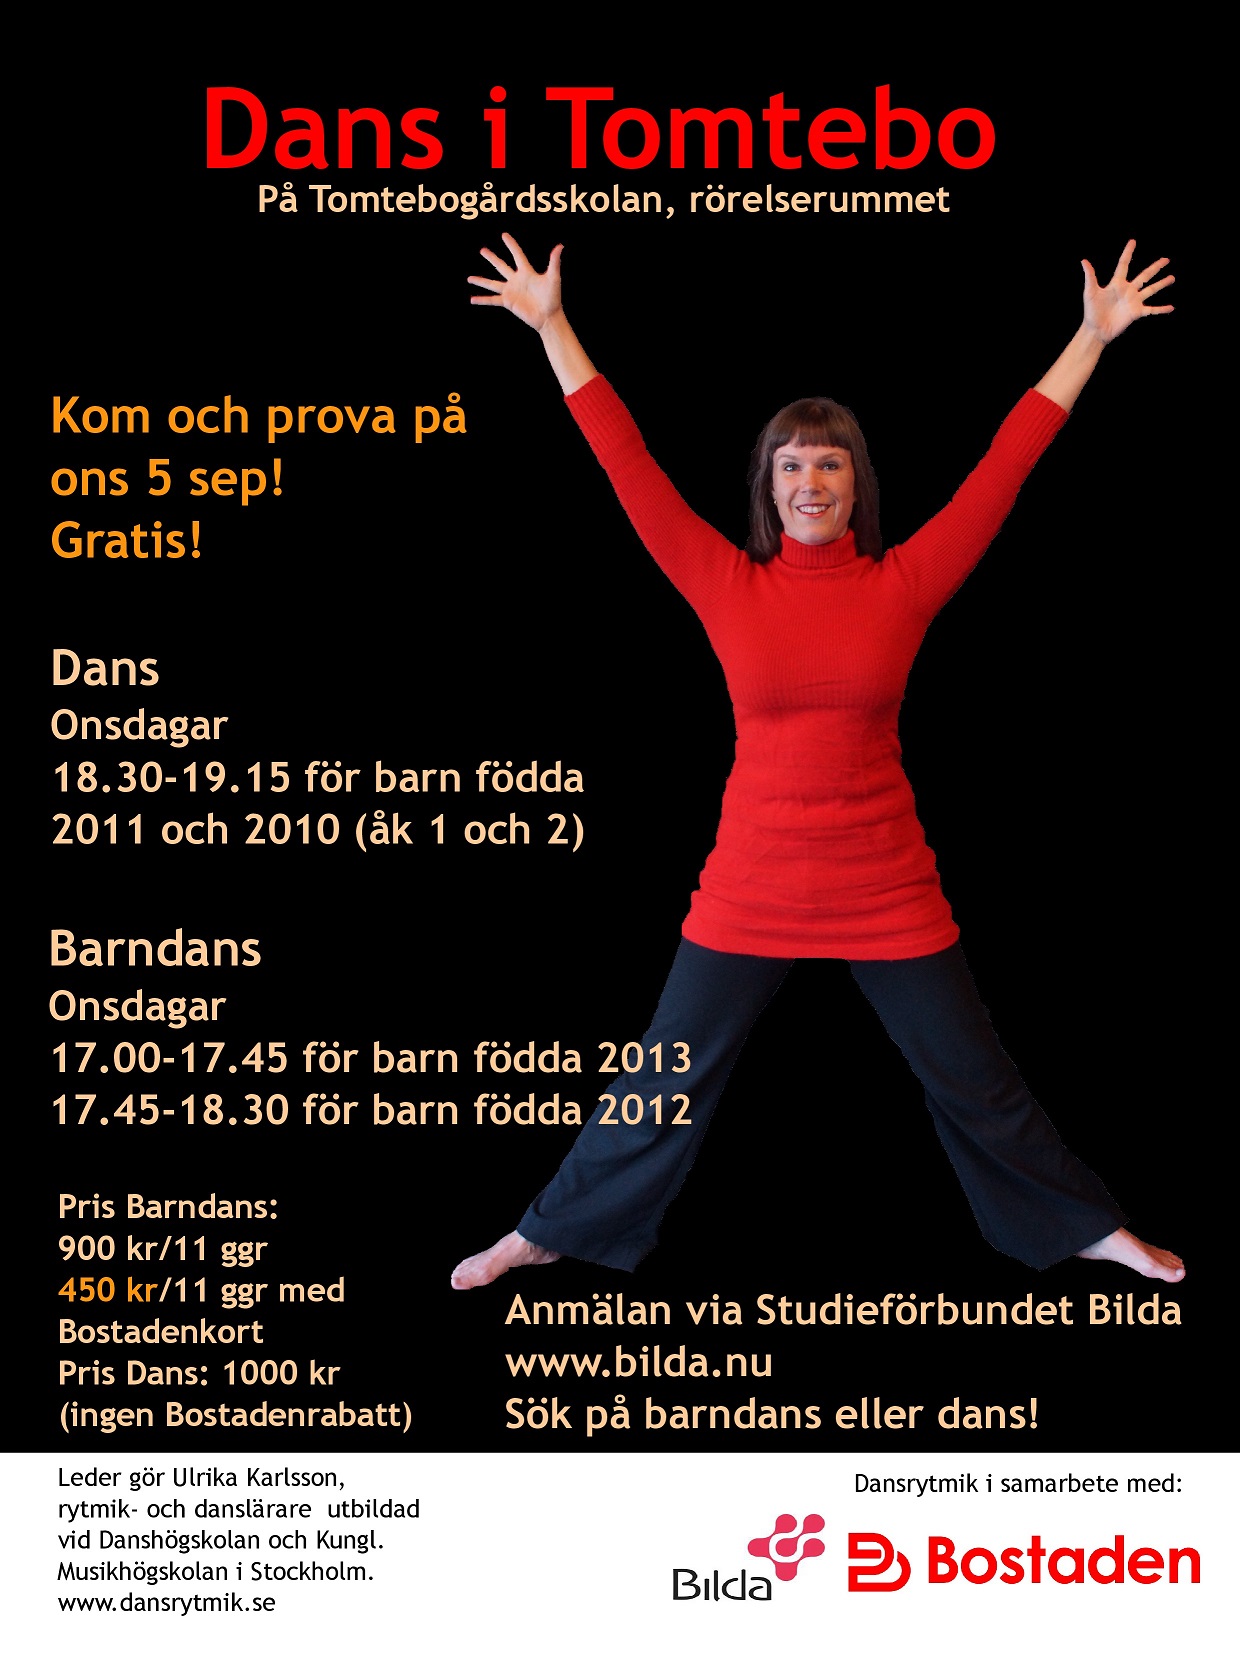 Dans i Tomtebo
På Tomtebogårdsskolan, rörelserummet
Kom och prova på
ons 5 sep!
Gratis!
Dans
Onsdagar
18.30-19.15 för barn födda
2011 och 2010 (åk 1 och 2)
Barndans
Onsdagar
17.00-17.45 för barn födda 2013
17.45-18.30 för barn födda 2012
Pris Barndans:
900 kr/11 ggr
450 kr/11 ggr med
Bostadenkort
Pris Dans: 1000 kr
(ingen Bostadenrabatt)
Anmälan via Studieförbundet Bilda
www.bilda.nu
Sök på barndans eller dans!
Leder gör Ulrika Karlsson,
rytmik- och danslärare utbildad
vid Danshögskolan och Kungl.
Musikhögskolan i Stockholm.
www.dansrytmik.se
Dansrytmik i samarbete med:
Bilda
Bostaden